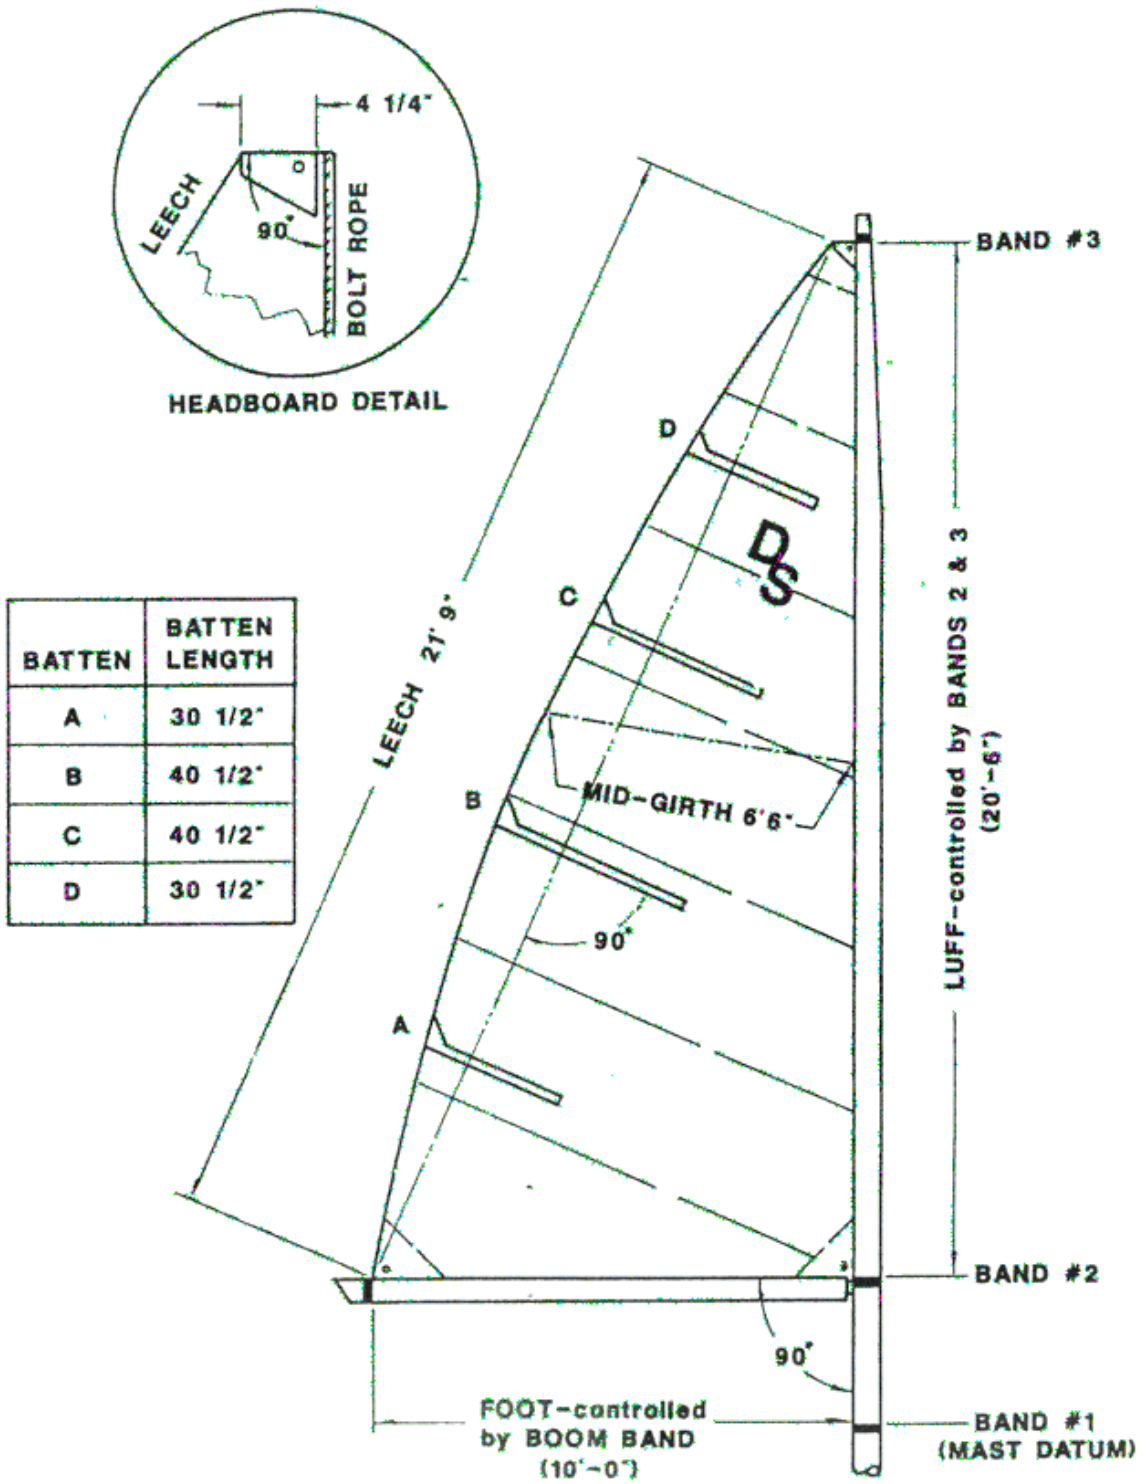 4 1/4"
LEECH
90°
BOLT ROPE
HEADBOARD DETAIL
BAND #3
D
DS
C
LEECH 21' 9"
LUFF-controlled by BANDS 2 & 3
(20'-6")
BATTEN
BATTEN LENGTH
A 30 1/2"
B 40 1/2"
C 40 1/2"
D 30 1/2"
MID-GIRTH 6'6"
B
90°
A
BAND #2
90°
FOOT-controlled
by BOOM BAND
(10'-0")
BAND #1
(MAST DATUM)